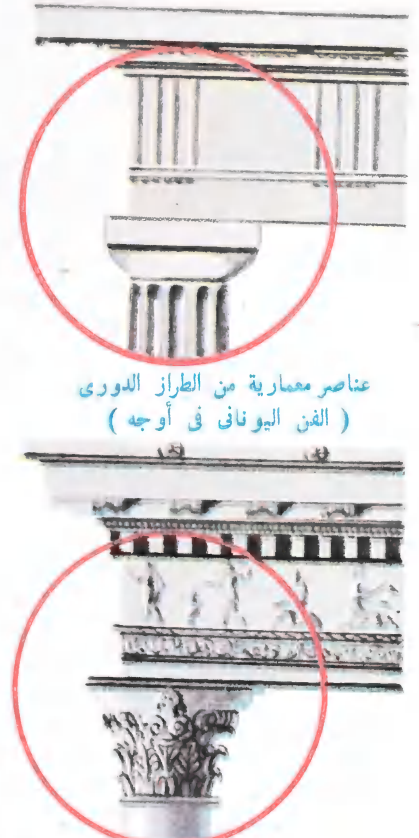 عناصر معمارية من الطراز الدورى
( الفن اليونانى فى أوجه )